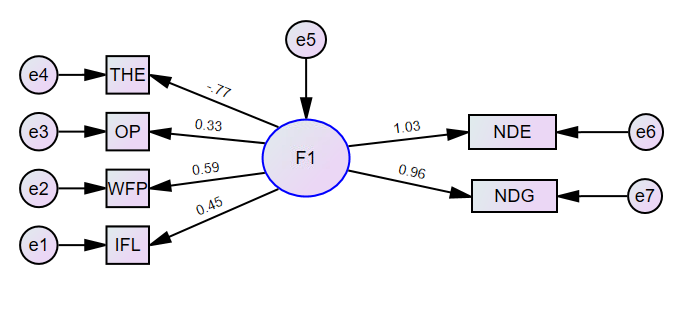 e5
e4
THE
-.77
e3
OP
0.33
F1
1.03
NDE
e6
e2
WFP
0.59
0.96
NDG
e7
e1
IFL
0.45